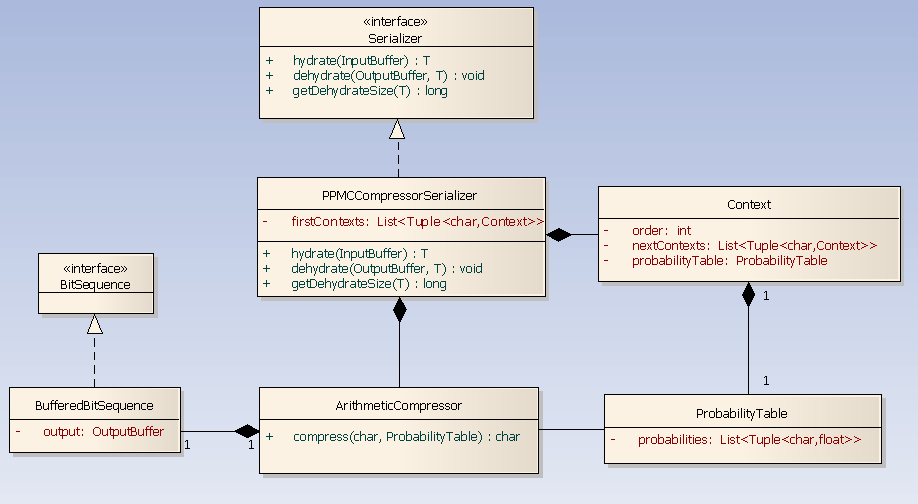 «interface»
Serializer
+ hydrate(InputBuffer) : T
+ dehydrate(OutputBuffer, T) : void
+ getDehydrateSize(T) : long
PPMCCompressorSerializer
- firstContexts: List<Tuple<char,Context>>
+ hydrate(InputBuffer) : T
+ dehydrate(OutputBuffer, T) : void
+ getDehydrateSize(T) : long
Context
- order: int
- nextContexts: List<Tuple<char,Context>>
- probabilityTable: ProbabilityTable
«interface»
BitSequence
1
1
BufferedBitSequence
- output: OutputBuffer
1
1
ArithmeticCompressor
+ compress(char, ProbabilityTable) : char
ProbabilityTable
- probabilities: List<Tuple<char,float>>